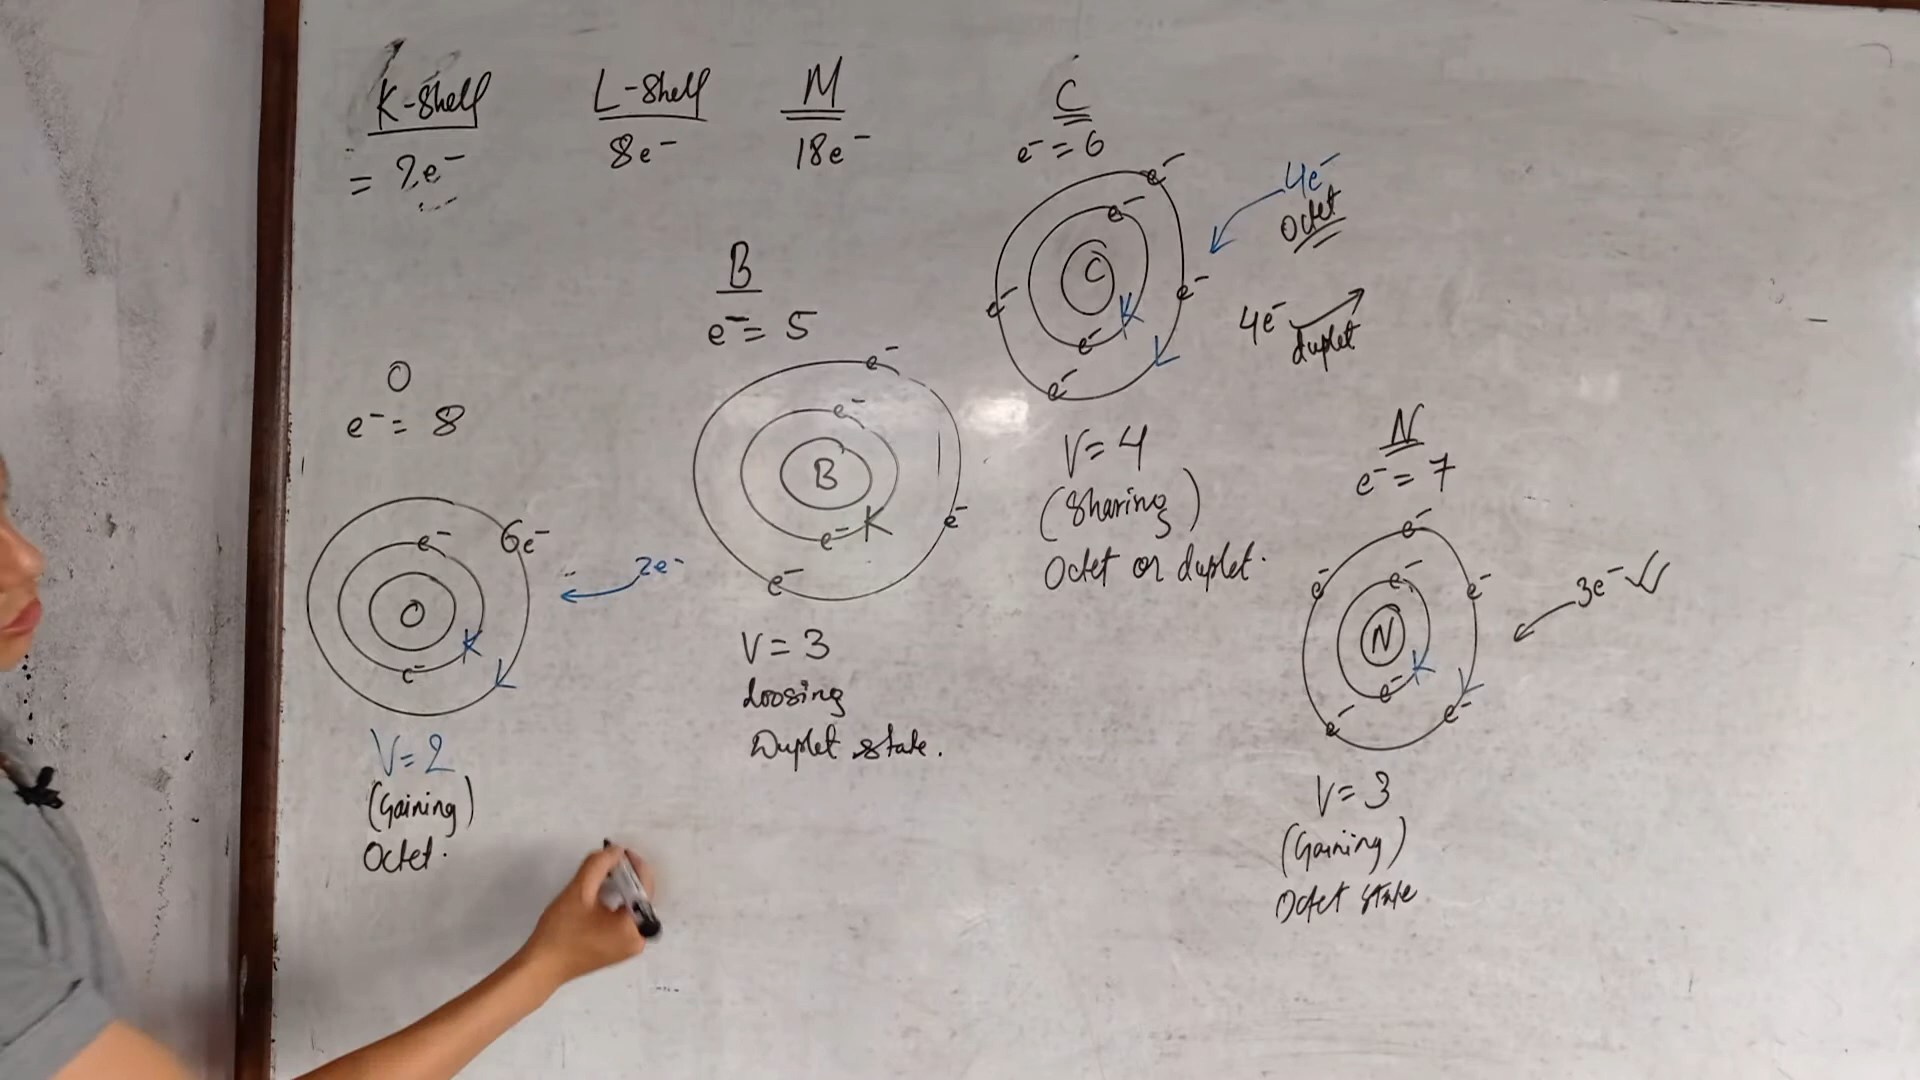 K-Shell
= 2e⁻
L-Shell
8e⁻
M
18e⁻
C
e⁻ = 6
e⁻
e⁻
C
e⁻
e⁻
K
e⁻
L
e⁻
4e⁻
Octet
4e⁻
duplet
V = 4
(Sharing)
Octet or duplet.
B
e⁻ = 5
e⁻
e⁻
B
e⁻
K
e⁻
e⁻
V = 3
Loosing
Duplet state.
O
e⁻ = 8
e⁻
6e⁻
O
K
e⁻
L
2e⁻
V = 2
(Gaining)
Octet.
N
e⁻ = 7
e⁻
e⁻
e⁻
e⁻
N
K
e⁻
L
e⁻
e⁻
3e⁻
V = 3
(Gaining)
Octet state